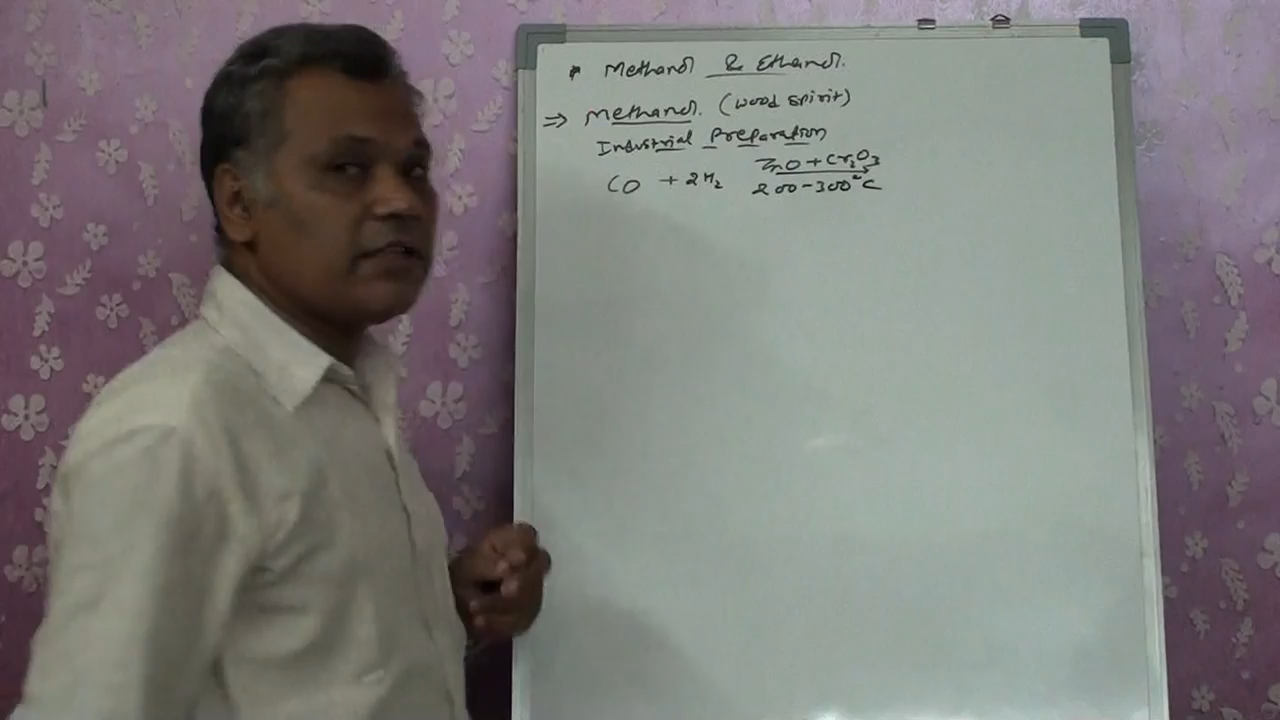 * Methanol & Ethanol.
⇒ Methanol. (wood spirit)
Industrial Preparation
ZnO + Cr₂O₃
CO + 2H₂ →
200-300°C